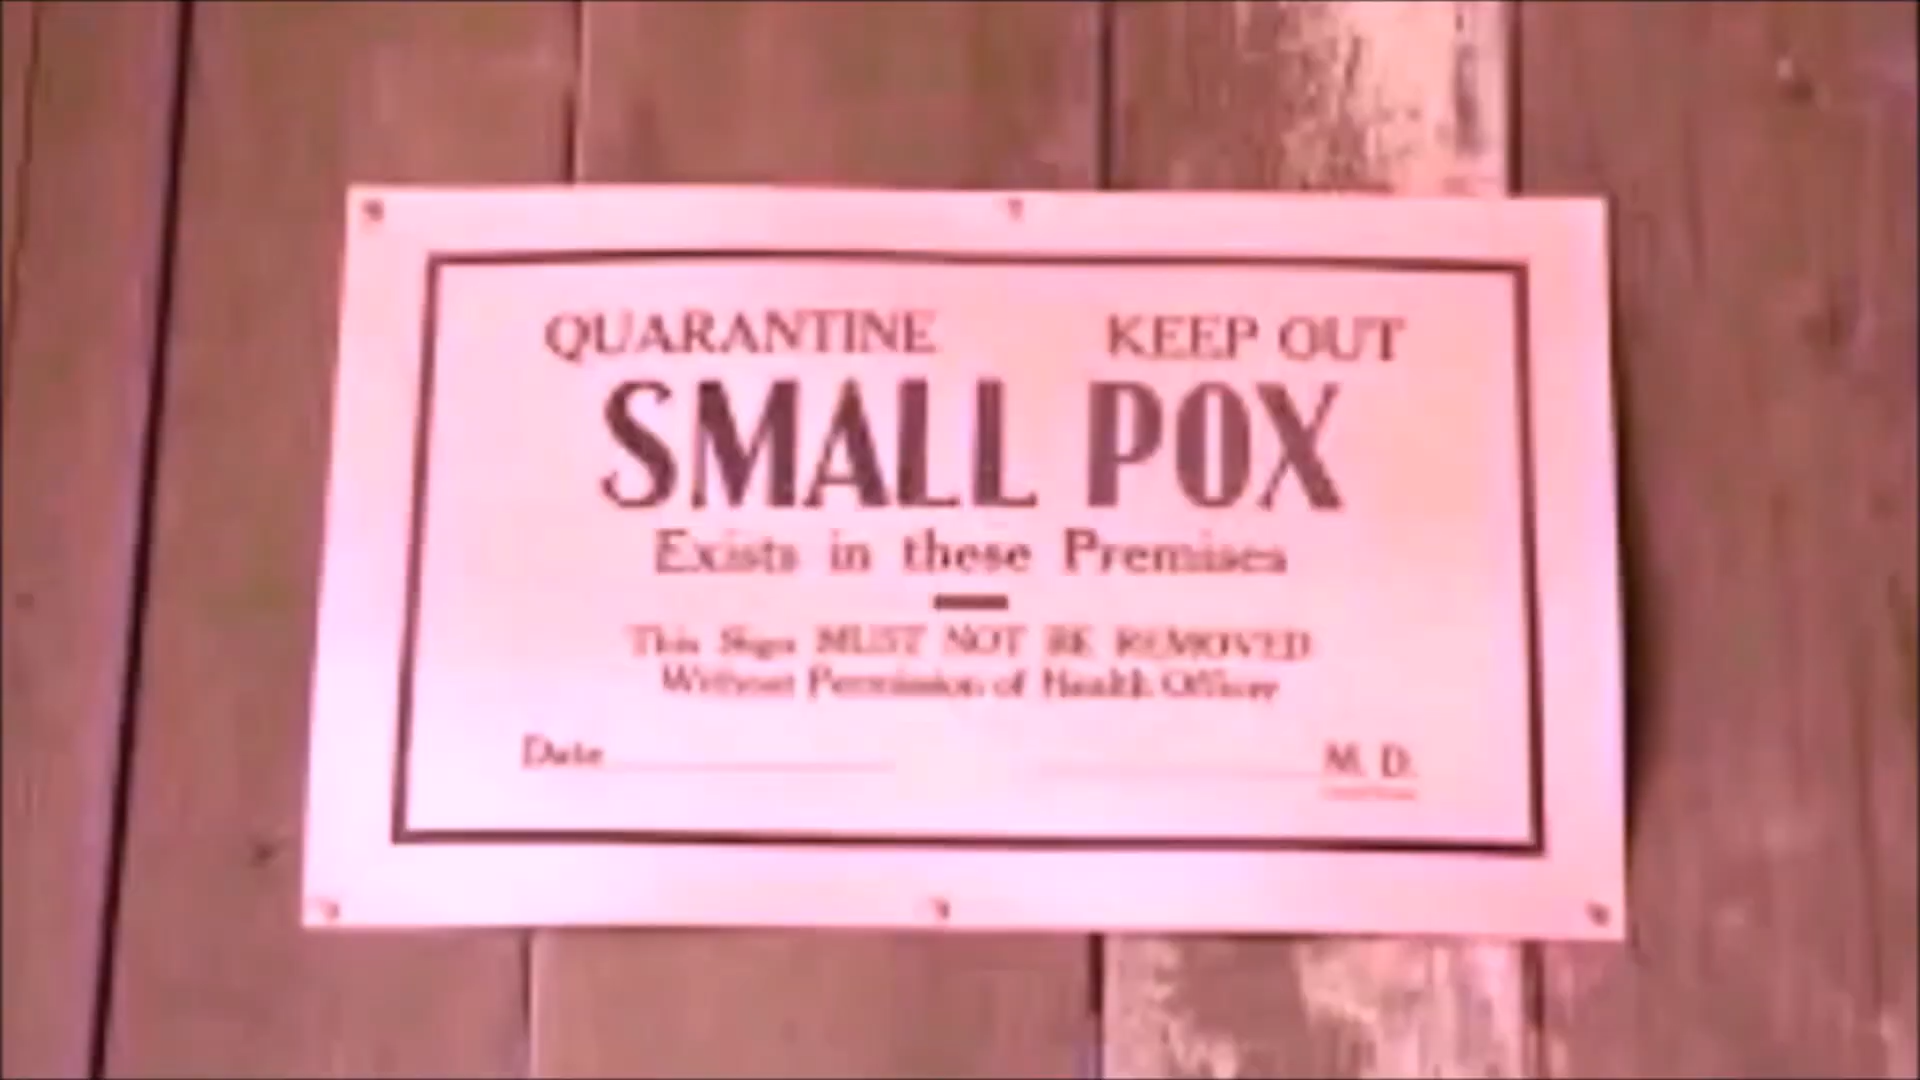 QUARANTINE KEEP OUT
SMALL POX
Exists in these Premises
This Sign MUST NOT BE REMOVED
Without Permission of Health Officer
Date M. D.